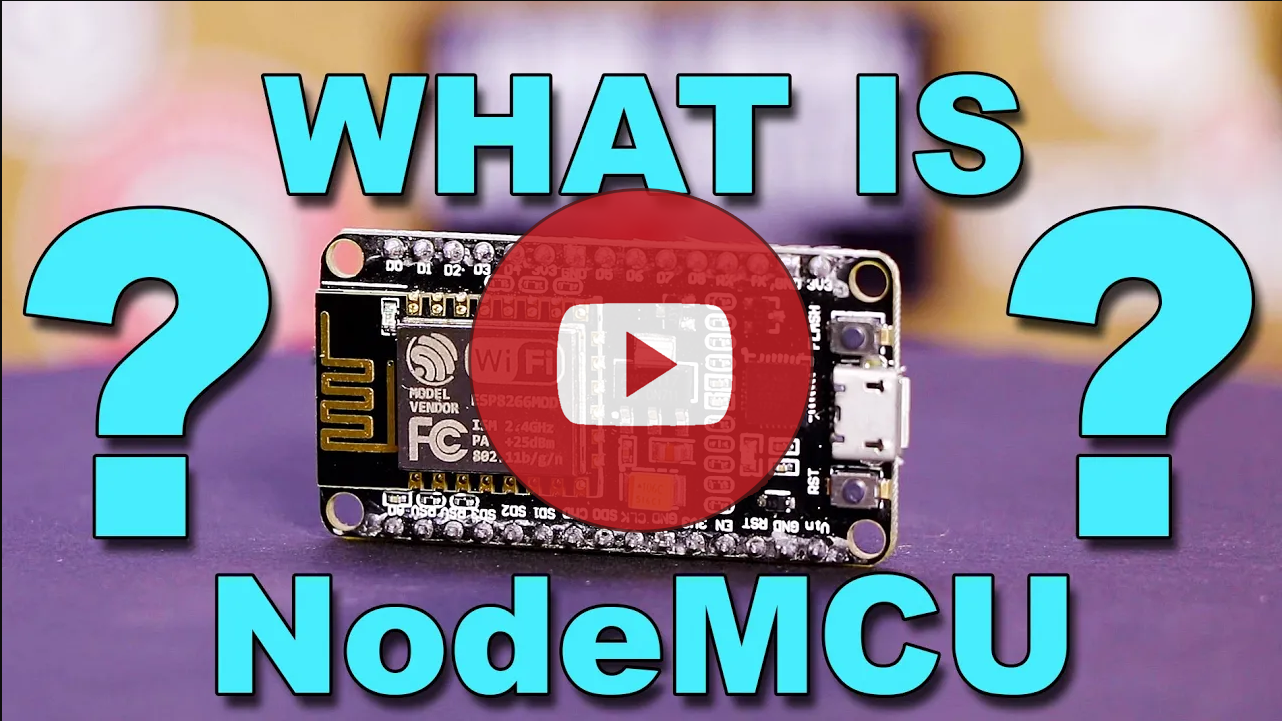 WHAT IS
? ?
D0 D1 D2 D3 D4 3V3 GND D5 D6 D7 D8 RX TX GND 3V3
FLASH
WiFi
MODEL
VENDOR
ESP8266MOD
FC
ISM 2.4GHz
PA +25dBm
802.11b/g/n
RST
A0 RSV RSV SD3 SD2 SD1 CMD SD0 CLK GND 3V3 EN RST GND Vin
NodeMCU